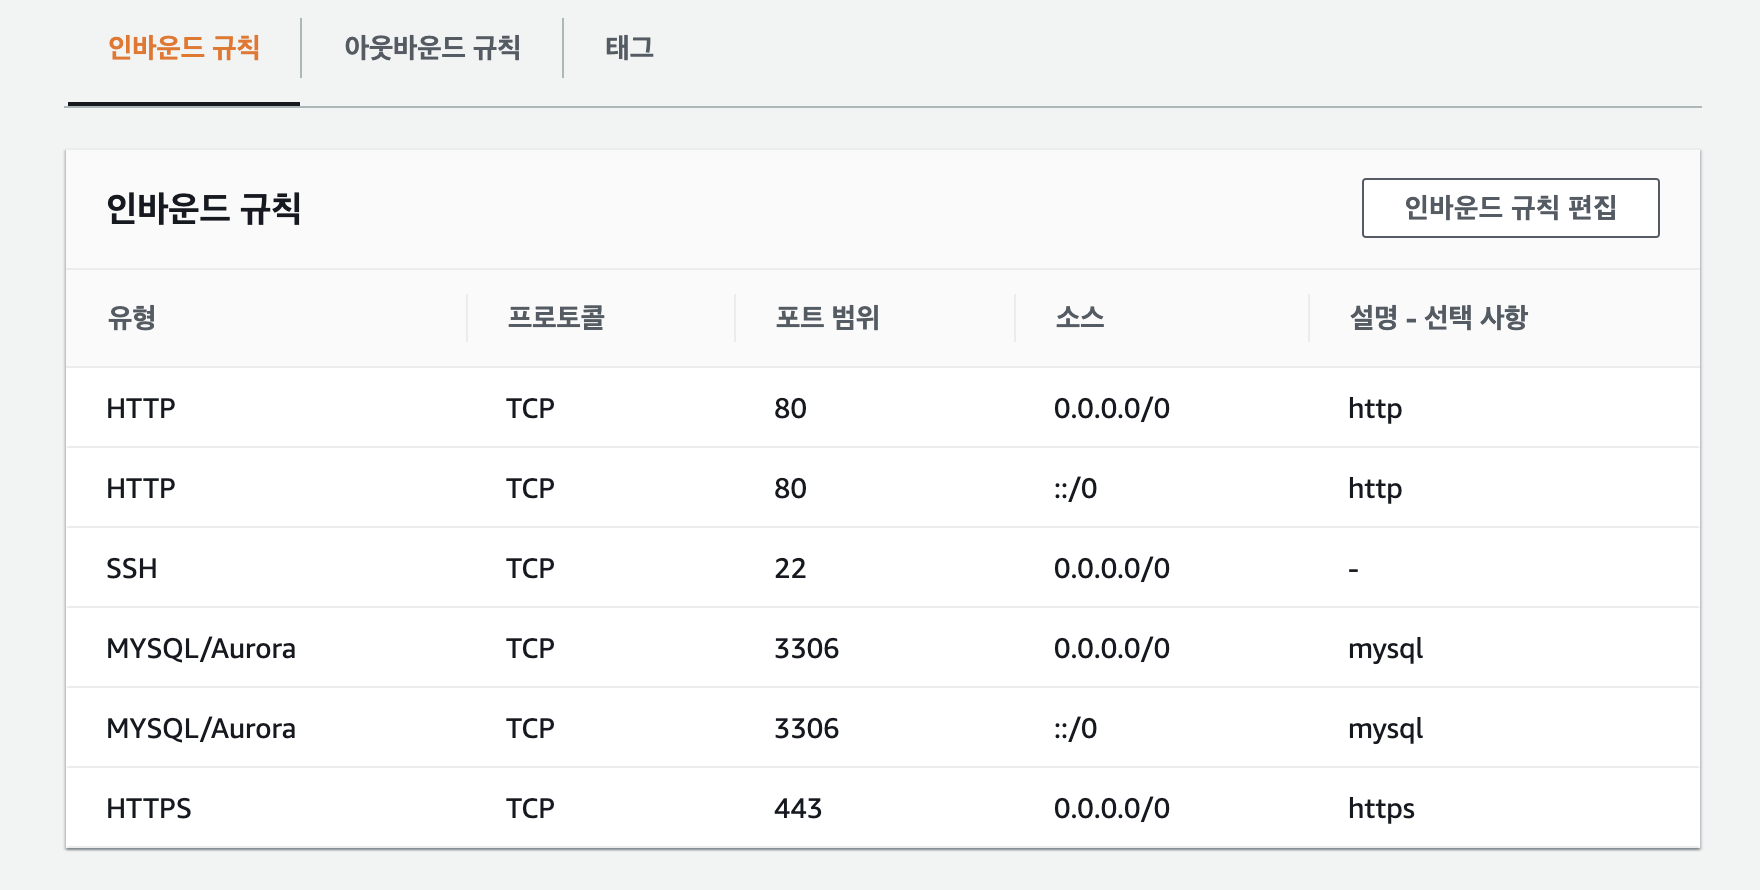 인바운드 규칙 아웃바운드 규칙 태그
인바운드 규칙 인바운드 규칙 편집
유형 프로토콜 포트 범위 소스 설명 - 선택 사항
HTTP TCP 80 0.0.0.0/0 http
HTTP TCP 80 ::/0 http
SSH TCP 22 0.0.0.0/0 -
MYSQL/Aurora TCP 3306 0.0.0.0/0 mysql
MYSQL/Aurora TCP 3306 ::/0 mysql
HTTPS TCP 443 0.0.0.0/0 https